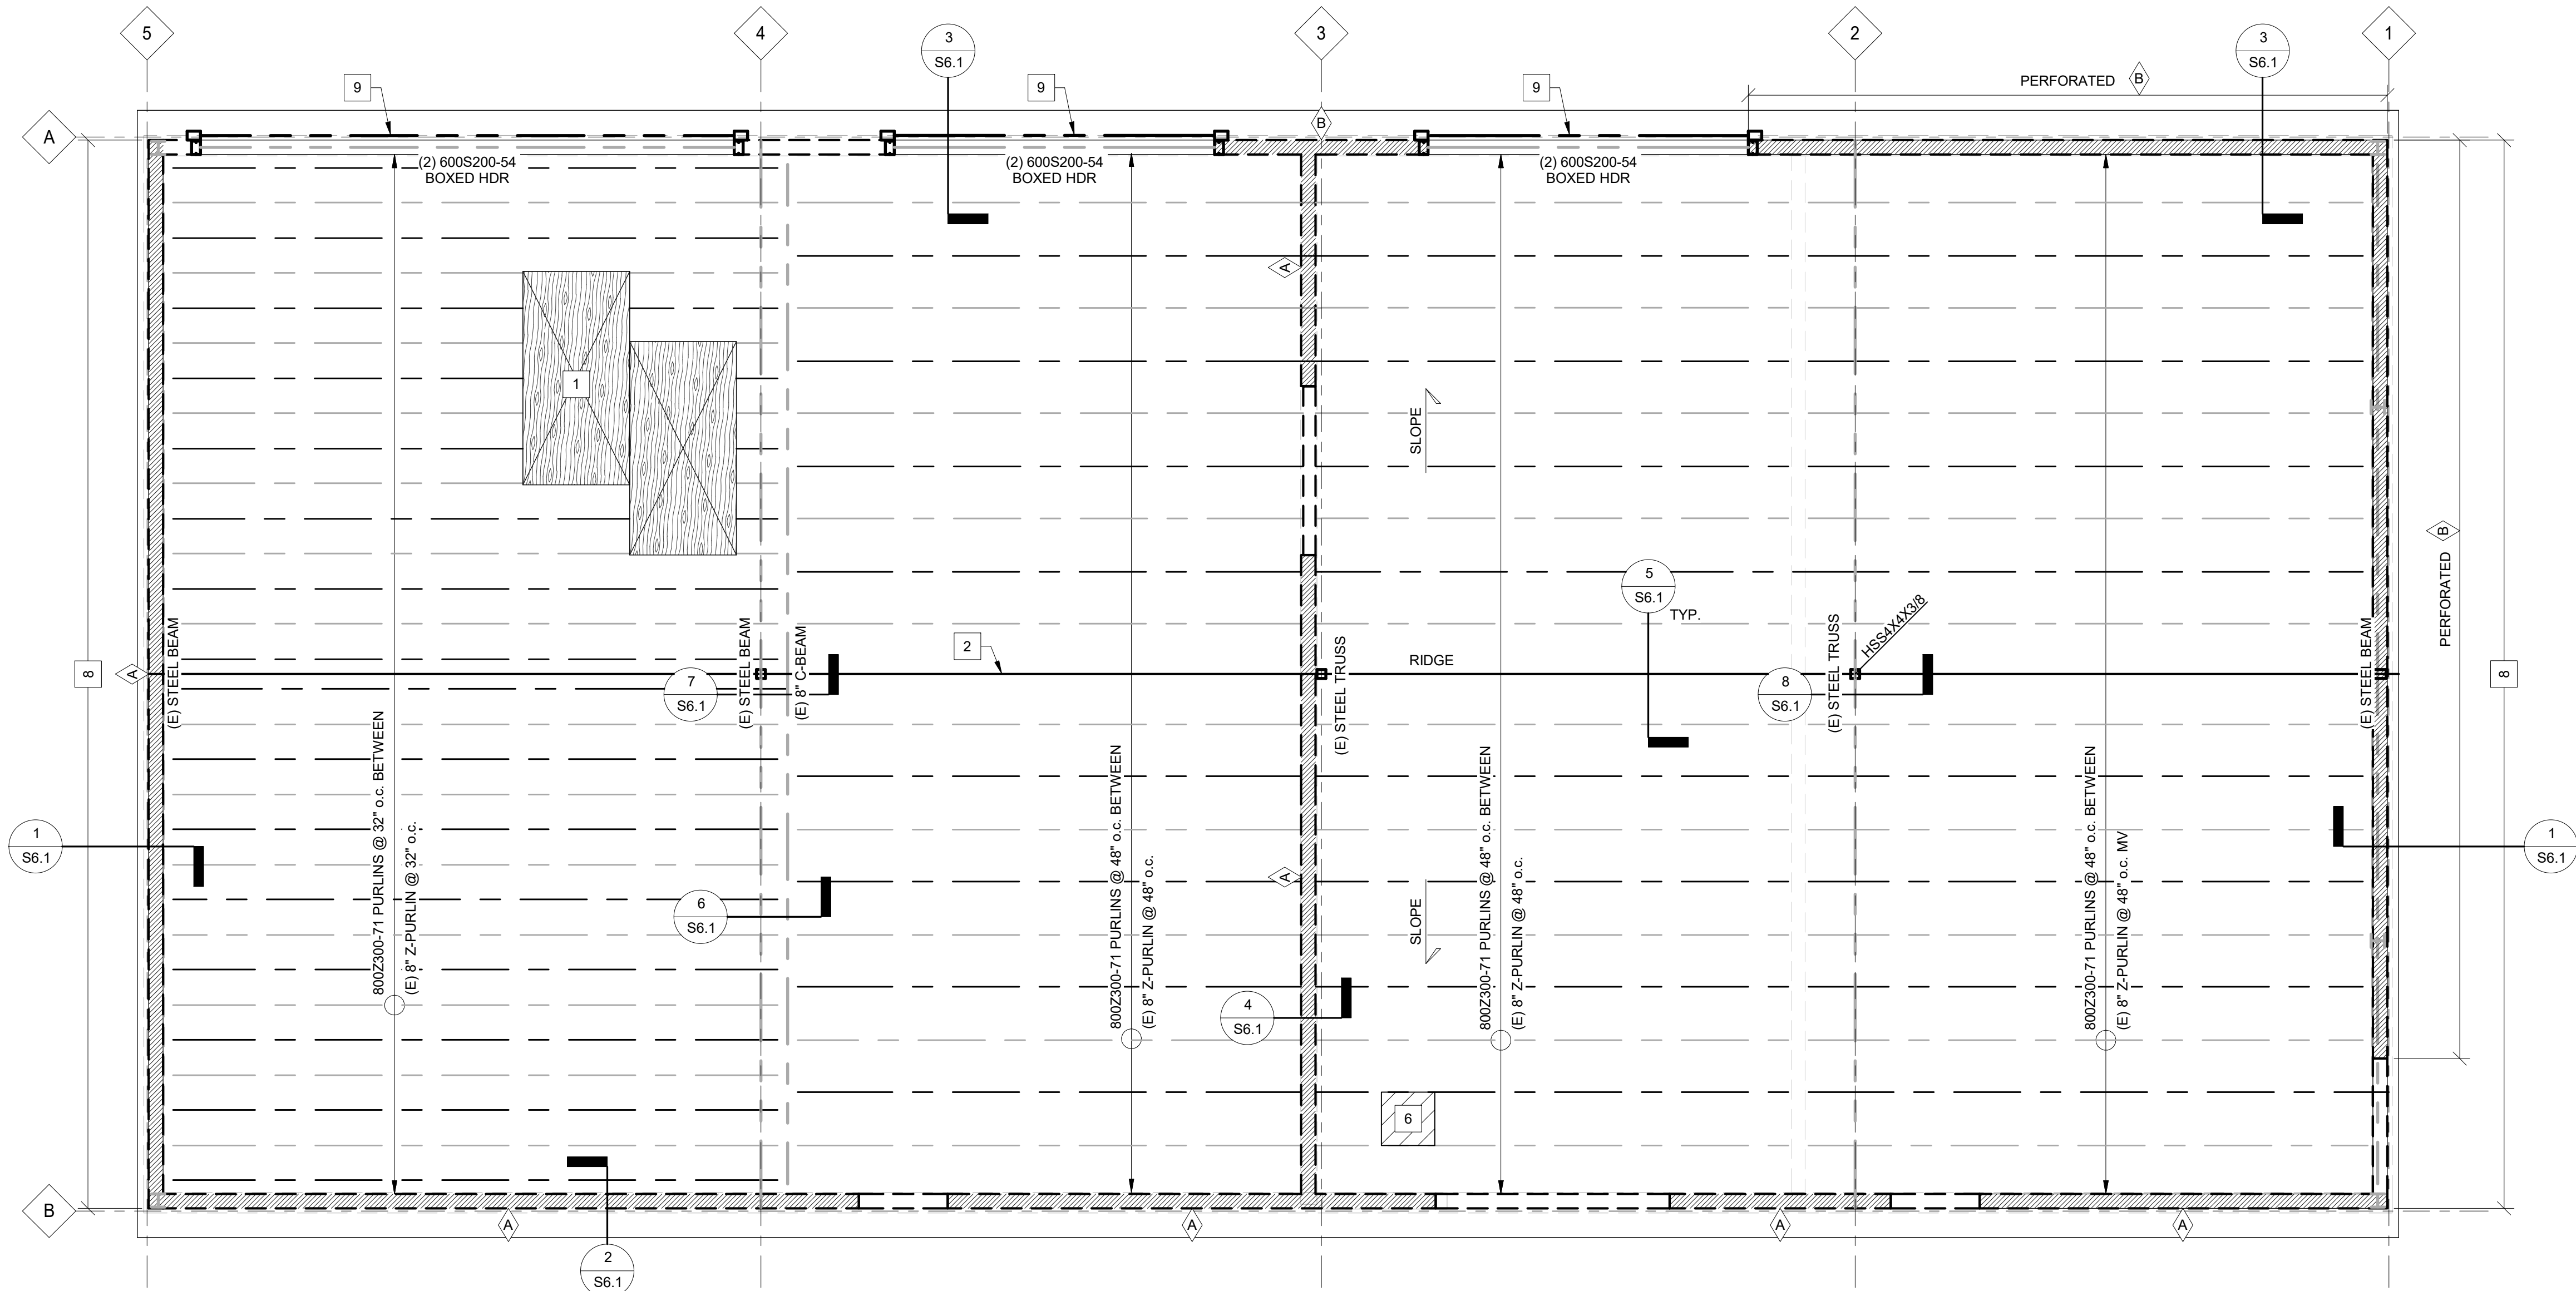 5
4
3
2
1
3
S6.1
3
S6.1
9
9
9
PERFORATED
B
A
B
(2) 600S200-54
BOXED HDR
(2) 600S200-54
BOXED HDR
(2) 600S200-54
BOXED HDR
A
1
SLOPE
B
PERFORATED
5
S6.1
TYP.
HSS4X4X3/8
8
A
(E) STEEL BEAM
7
S6.1
(E) STEEL BEAM
(E) 8" C-BEAM
2
(E) STEEL TRUSS
RIDGE
8
S6.1
(E) STEEL TRUSS
(E) STEEL BEAM
8
1
S6.1
800Z300-71 PURLINS @ 32" o.c. BETWEEN
(E) 8" Z-PURLIN @ 32" o.c.
6
S6.1
800Z300-71 PURLINS @ 48" o.c. BETWEEN
(E) 8" Z-PURLIN @ 48" o.c.
A
4
S6.1
SLOPE
800Z300-71 PURLINS @ 48" o.c. BETWEEN
(E) 8" Z-PURLIN @ 48" o.c.
800Z300-71 PURLINS @ 48" o.c. BETWEEN
(E) 8" Z-PURLIN @ 48" o.c. MV
1
S6.1
6
B
A
A
A
A
2
S6.1